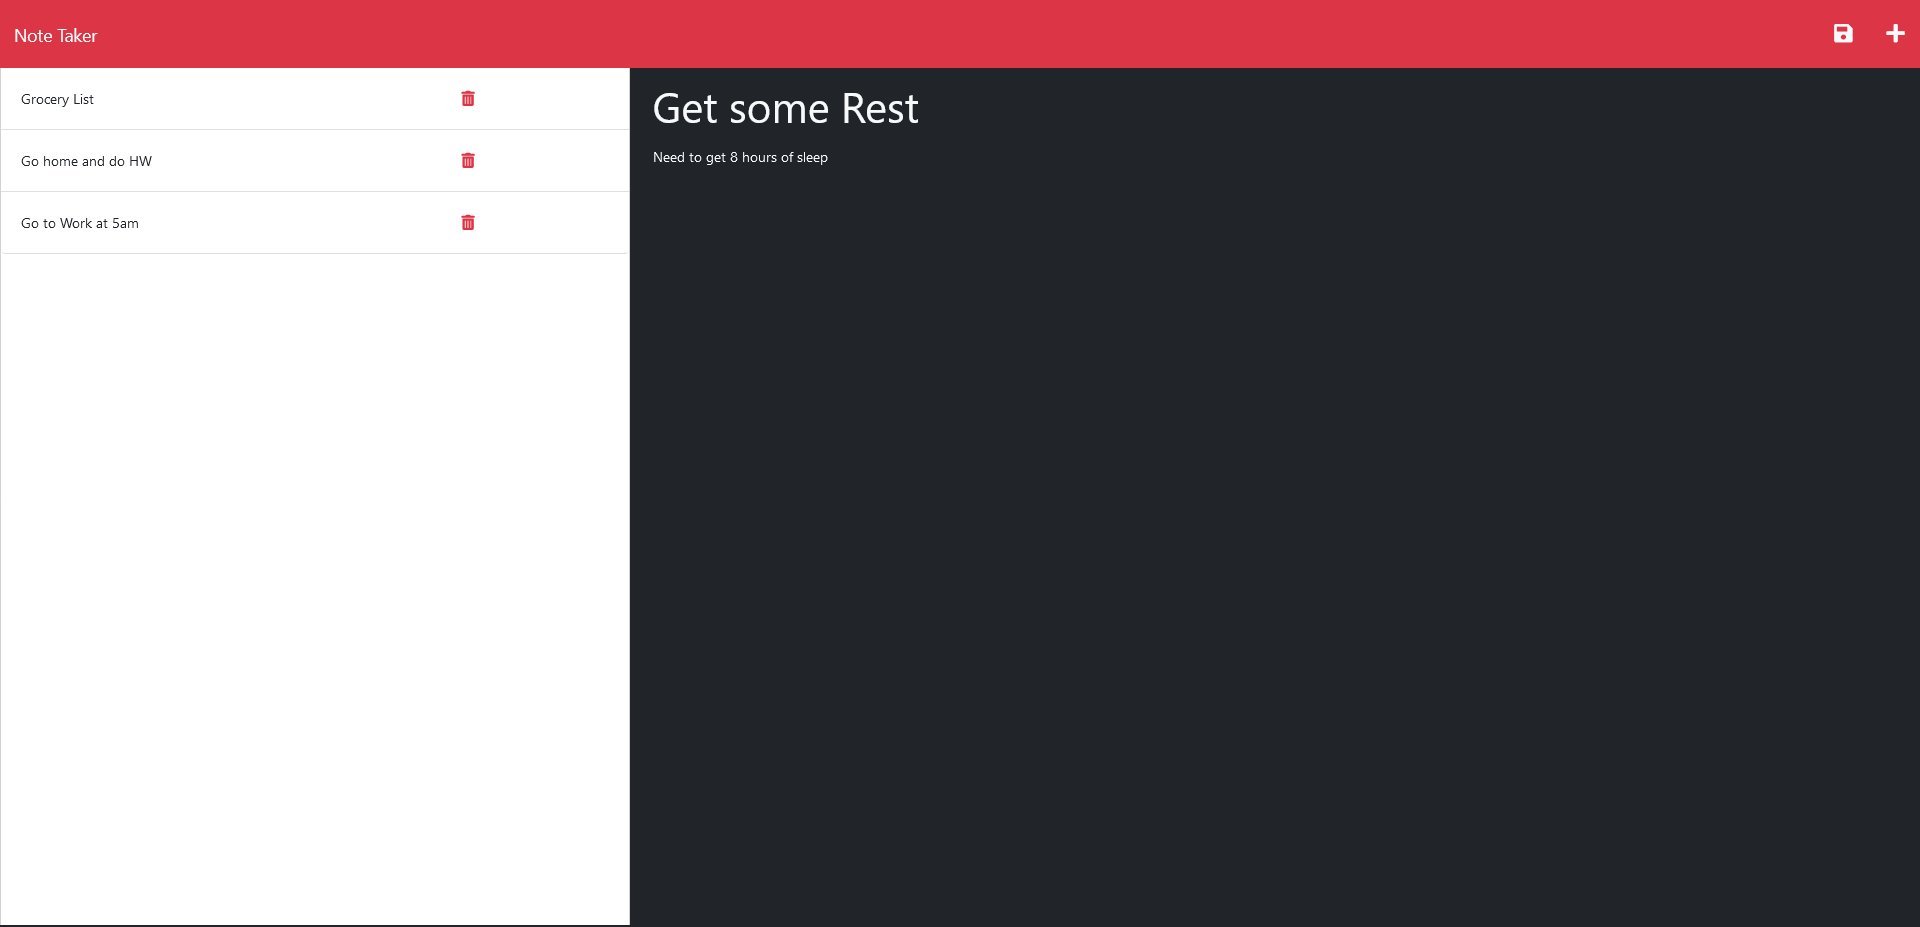 Note Taker
Grocery List
Go home and do HW
Go to Work at 5am
Get some Rest
Need to get 8 hours of sleep